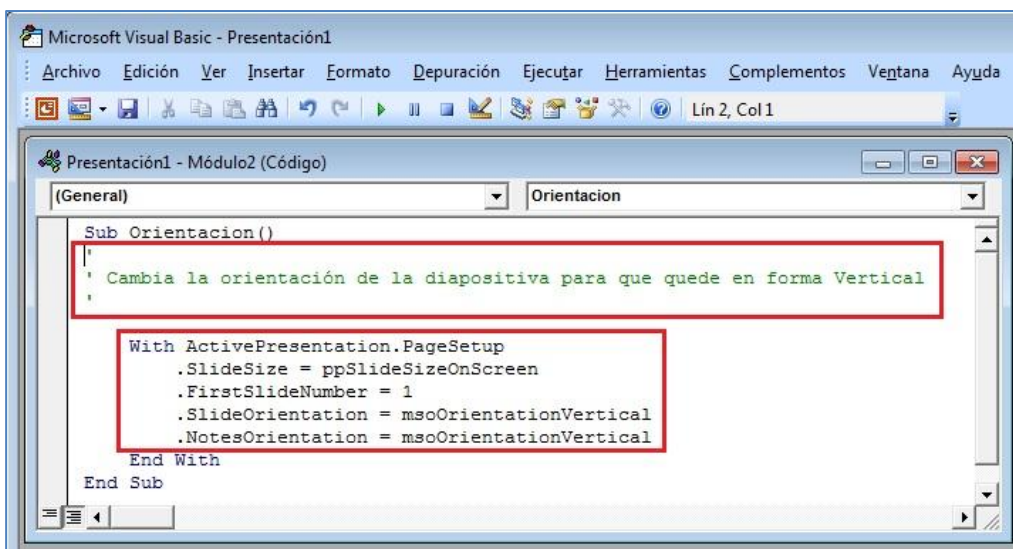 Microsoft Visual Basic - Presentación1
Archivo Edición Ver Insertar Formato Depuración Ejecutar Herramientas Complementos Ventana Ayuda
Lín 2, Col 1
Presentación1 - Módulo2 (Código)
(General) Orientacion
Sub Orientacion()
'
' Cambia la orientación de la diapositiva para que quede en forma Vertical
'
With ActivePresentation.PageSetup
.SlideSize = ppSlideSizeOnScreen
.FirstSlideNumber = 1
.SlideOrientation = msoOrientationVertical
.NotesOrientation = msoOrientationVertical
End With
End Sub